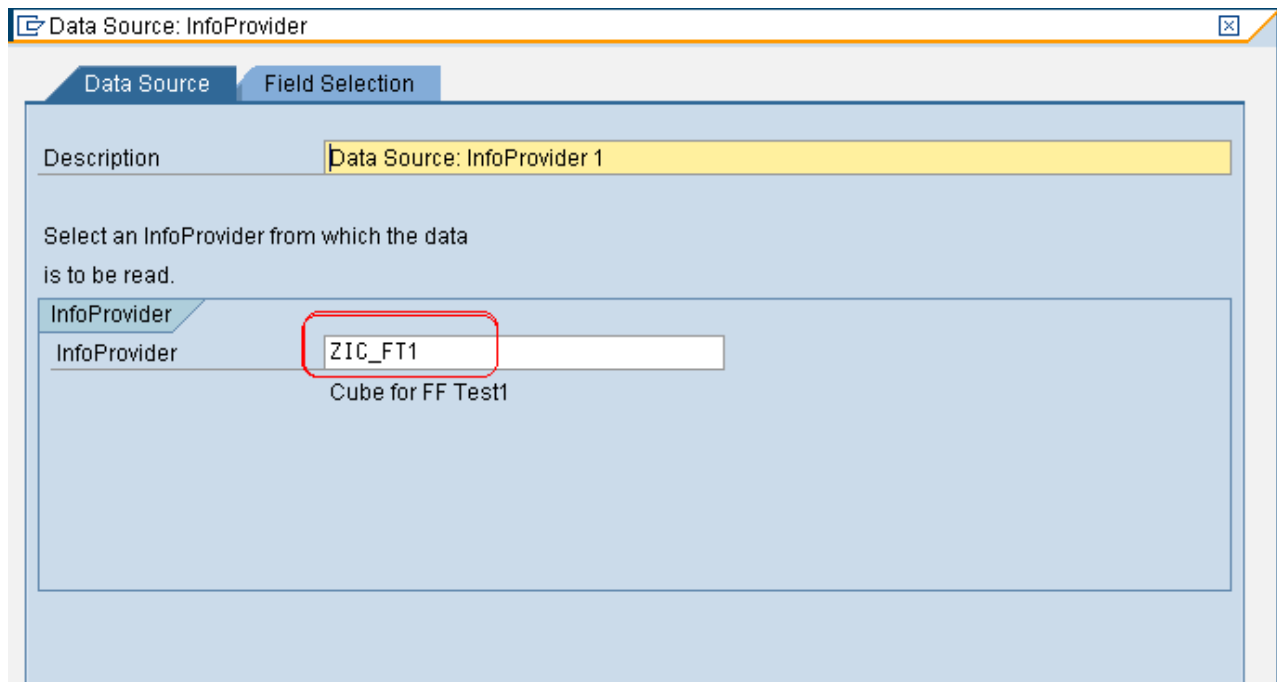 Data Source: InfoProvider
Data Source Field Selection
Description Data Source: InfoProvider 1
Select an InfoProvider from which the data
is to be read.
InfoProvider
InfoProvider ZIC_FT1
Cube for FF Test1